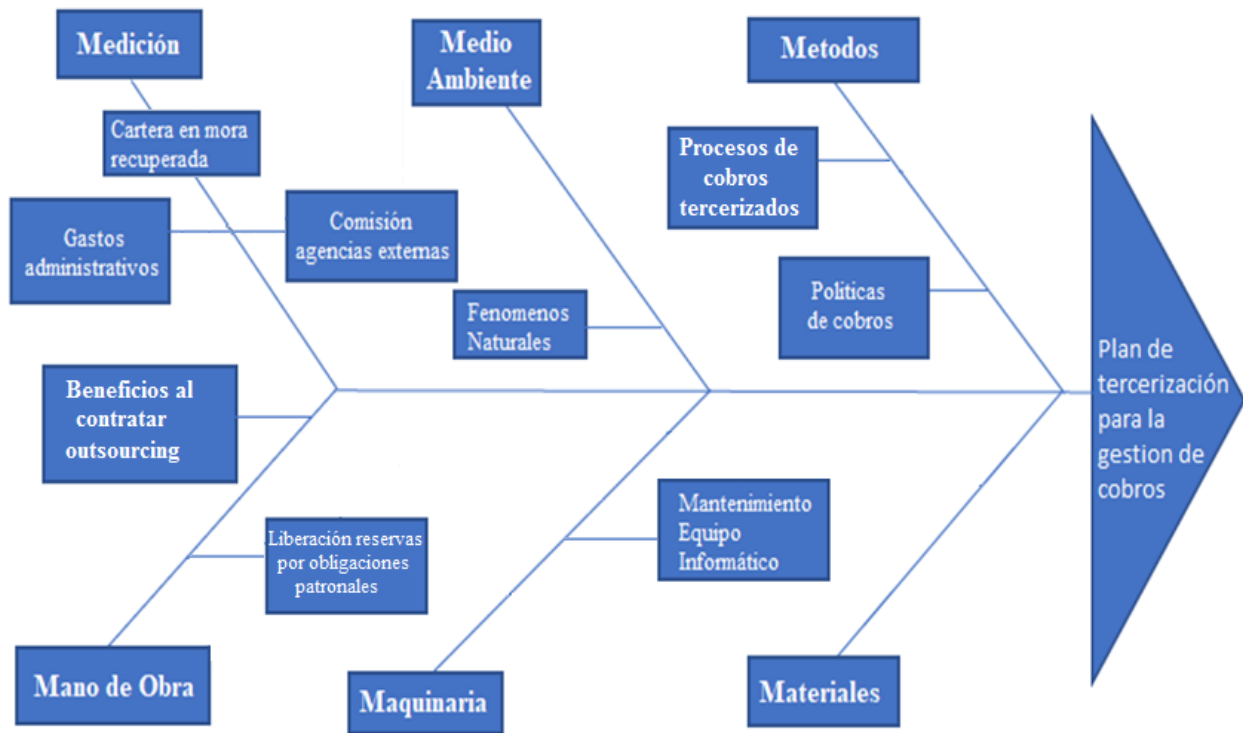 Medición
Medio
Ambiente
Metodos
Cartera en mora
recuperada
Procesos de
cobros
tercerizados
Gastos
administrativos
Comisión
agencias externas
Fenomenos
Naturales
Políticas
de cobros
Plan de
tercerización
para la
gestion de
cobros
Beneficios al
contratar
outsourcing
Liberación reservas
por obligaciones
patronales
Mantenimiento
Equipo
Informático
Mano de Obra
Maquinaria
Materiales